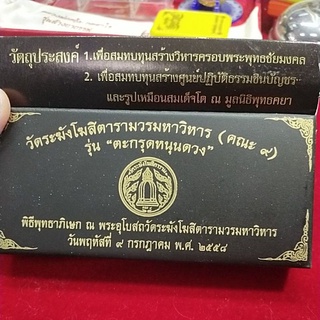 วัตถุประสงค์ 1.เพื่อสมทบทุนสร้างวิหารครอบพระพุทธชัยมงคล
2. เพื่อสมทบทุนสร้างศูนย์ปฏิบัติธรรมชินบัญชร
และรูปเหมือนสมเด็จโต ณ มูลนิธิพุทธคยา
วัดระฆังโฆสิตารามวรมหาวิหาร (คณะ ๙)
รุ่น "ตะกรุดหนุนดวง"
พิธีพุทธาภิเษก ณ พระอุโบสถวัดระฆังโฆสิตารามวรมหาวิหาร
วันพฤหัสที่ ๙ กรกฎาคม พ.ศ. ๒๕๕๘